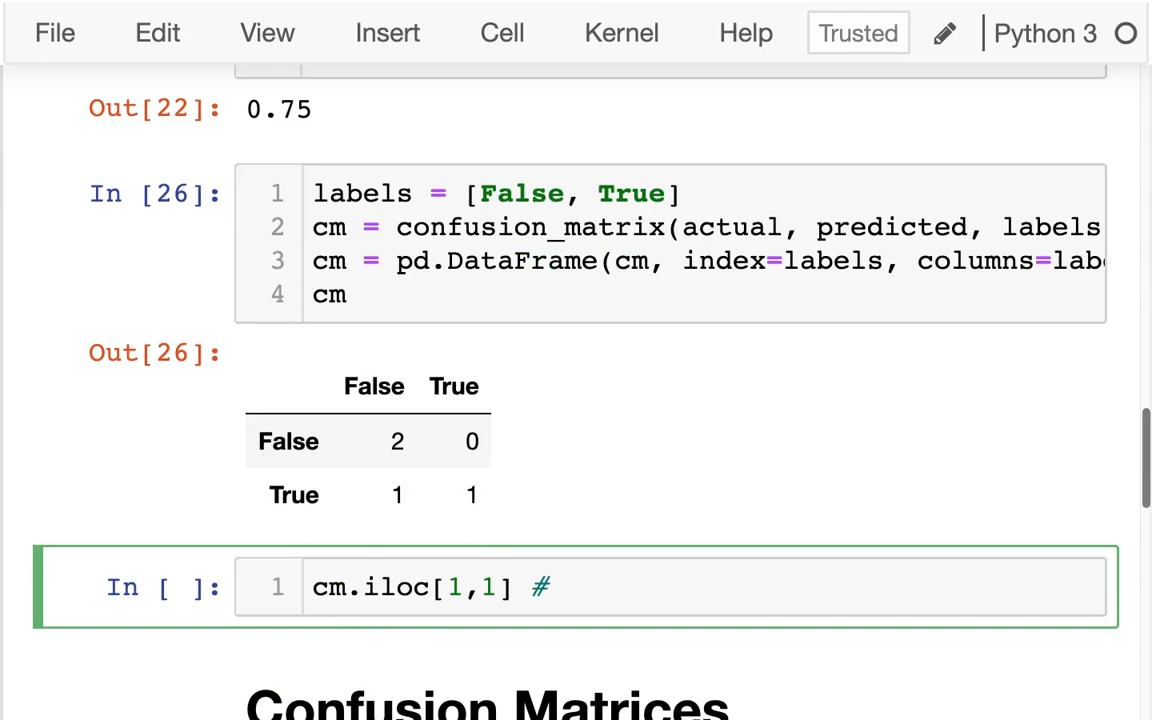 File Edit View Insert Cell Kernel Help Trusted Python 3
Out[22]: 0.75
In [26]: 1 labels = [False, True]
2 cm = confusion_matrix(actual, predicted, labels
3 cm = pd.DataFrame(cm, index=labels, columns=lab
4 cm
Out[26]:
False True
False 2 0
True 1 1
In [ ]: 1 cm.iloc[1,1] #
Confusion Matrices